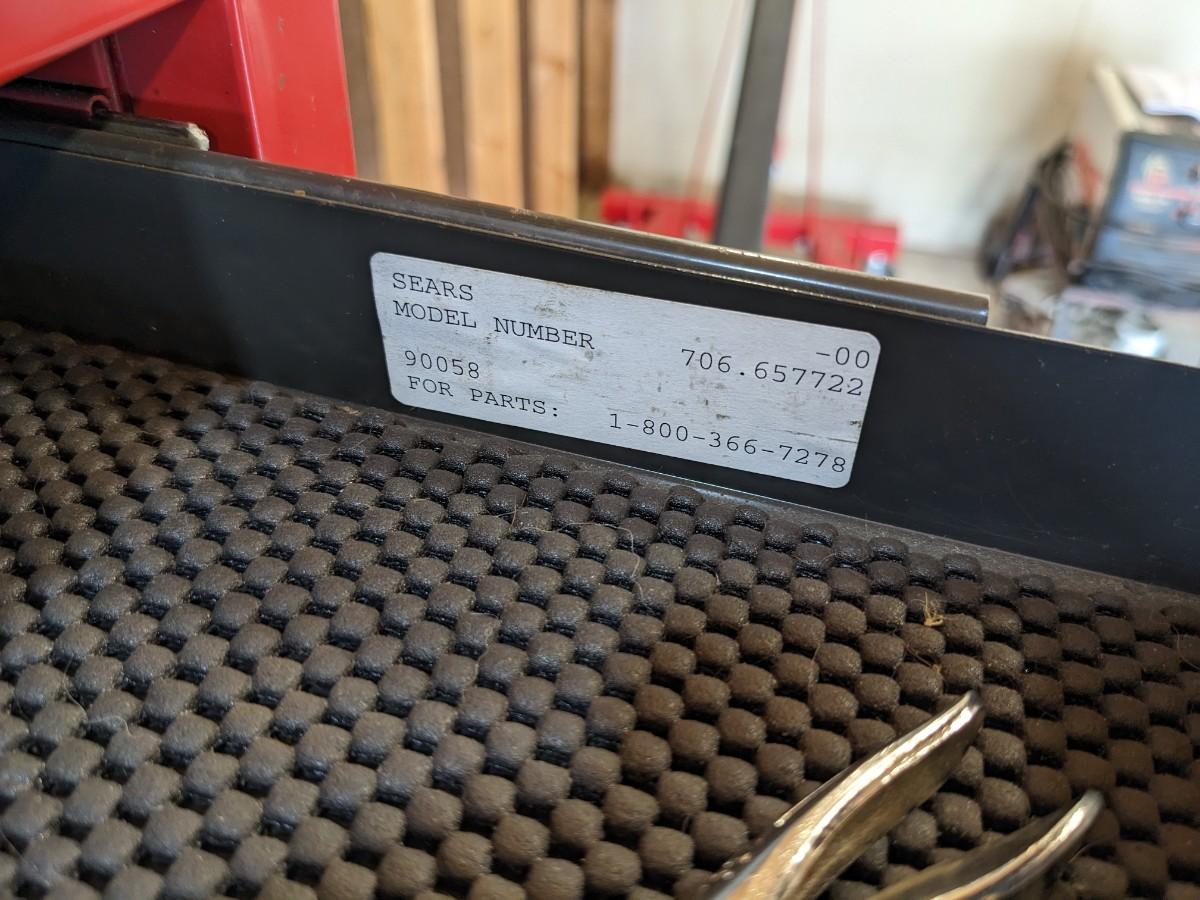 SEARS
MODEL NUMBER 706.657722-00
90058
FOR PARTS: 1-800-366-7278